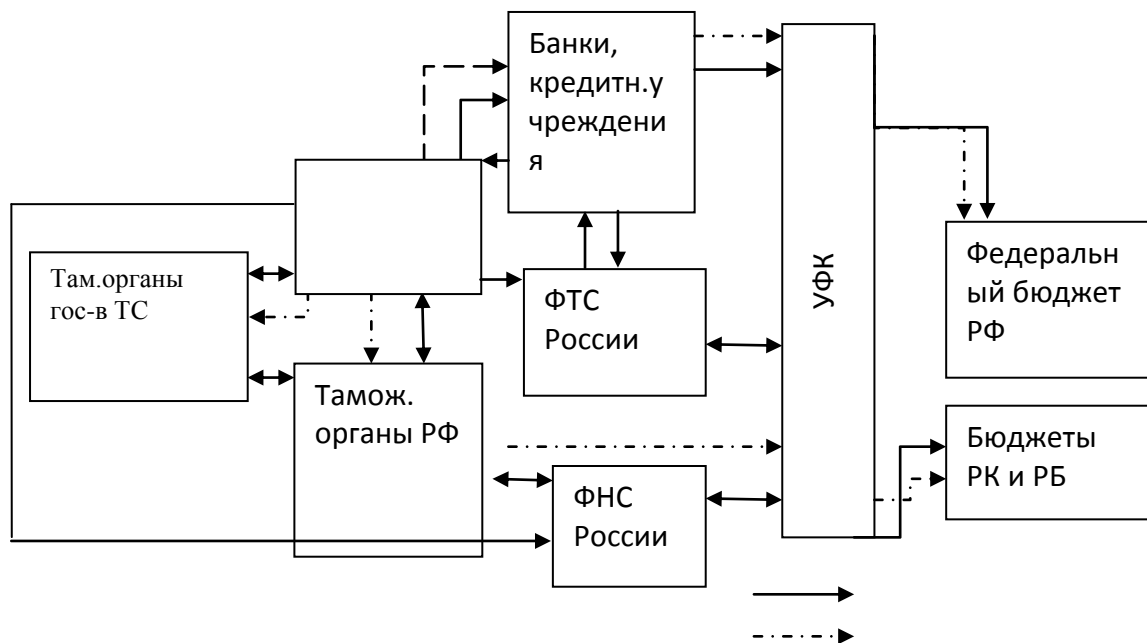 Банки,
кредитн.у
чреждени
я
Там.органы
гос-в ТС
ФТС
России
УФК
Федеральн
ый бюджет
РФ
Тамож.
органы РФ
Бюджеты
РК и РБ
ФНС
России